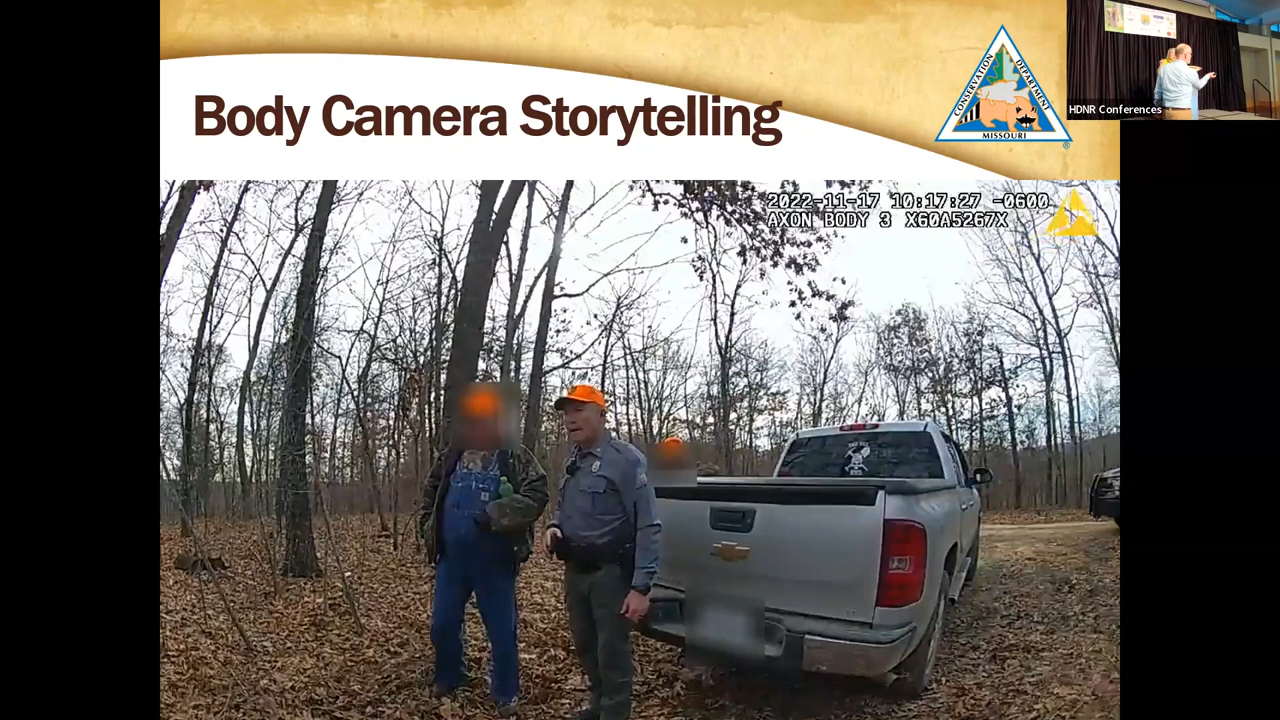 Body Camera Storytelling
CONSERVATION DEPARTMENT
MISSOURI
®
HDNR Conferences
2022-11-17 10:17:27 -0600
AXON BODY 3 X60A5267X